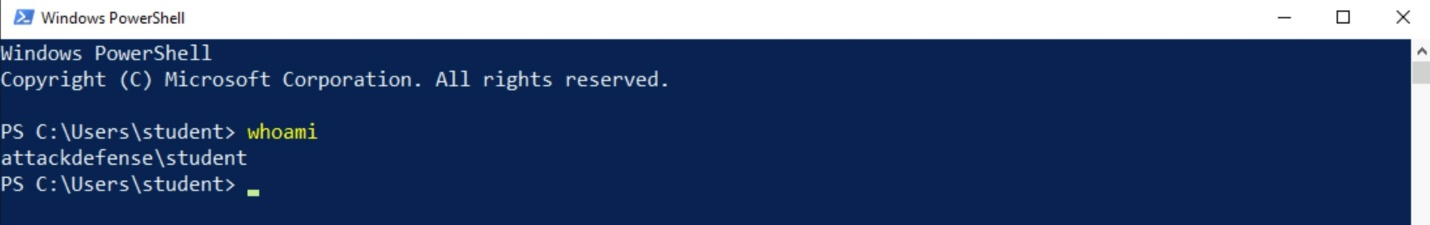 Windows PowerShell
Windows PowerShell
Copyright (C) Microsoft Corporation. All rights reserved.
PS C:\Users\student> whoami
attackdefense\student
PS C:\Users\student>